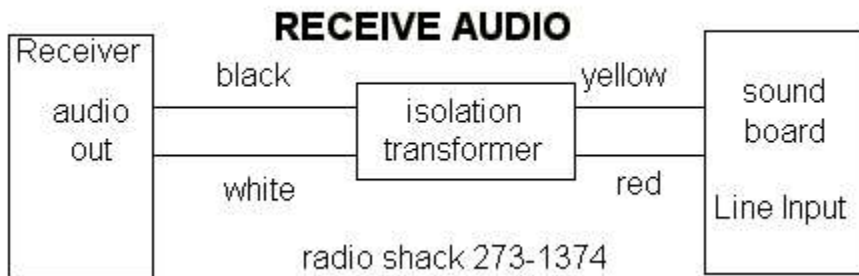 RECEIVE AUDIO
Receiver
audio
out
black
white
isolation
transformer
yellow
red
sound
board
Line Input
radio shack 273-1374